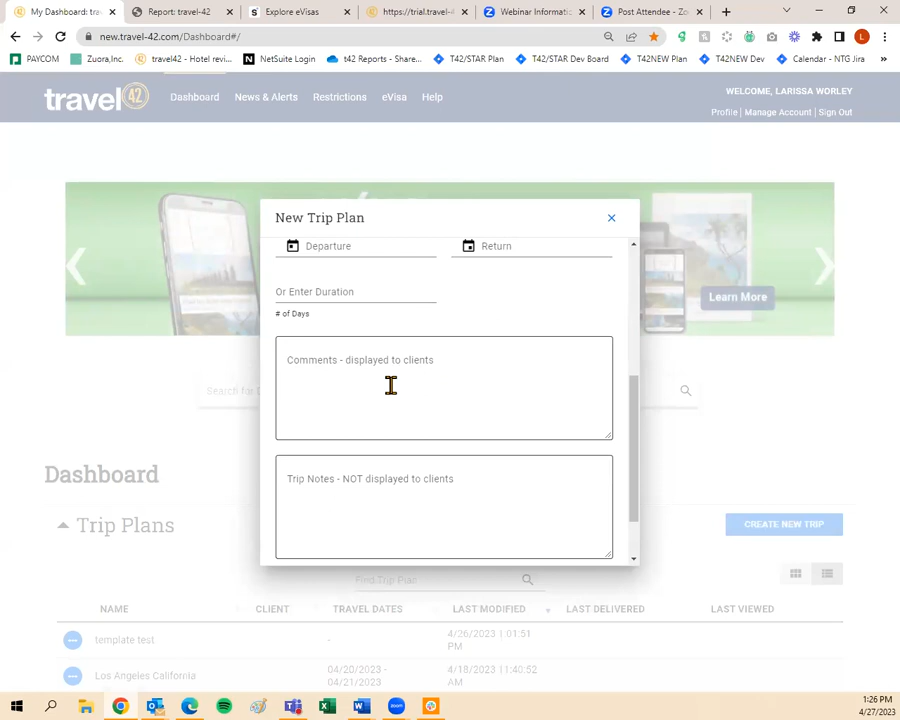 My Dashboard: trav
Report: travel-42
Explore eVisas
https://trial.travel-4
Webinar Informatic
Post Attendee - Zo
new.travel-42.com/Dashboard#/
L
PAYCOM
Zuora,Inc.
travel42 - Hotel revi...
NetSuite Login
t42 Reports - Share...
T42/STAR Plan
T42/STAR Dev Board
T42NEW Plan
T42NEW Dev
Calendar - NTG Jira
travel 42
Dashboard
News & Alerts
Restrictions
eVisa
Help
WELCOME, LARISSA WORLEY
Profile | Manage Account | Sign Out
New Trip Plan
Departure
Return
Or Enter Duration
# of Days
Learn More
Comments - displayed to clients
Search for
Trip Notes - NOT displayed to clients
Dashboard
Trip Plans
CREATE NEW TRIP
Find Trip Plan
NAME
CLIENT
TRAVEL DATES
LAST MODIFIED
LAST DELIVERED
LAST VIEWED
template test
-
4/26/2023 | 01:51
PM
Los Angeles California
04/20/2023 -
04/21/2023
4/18/2023 | 1:40:52
AM
1:26 PM
4/27/2023